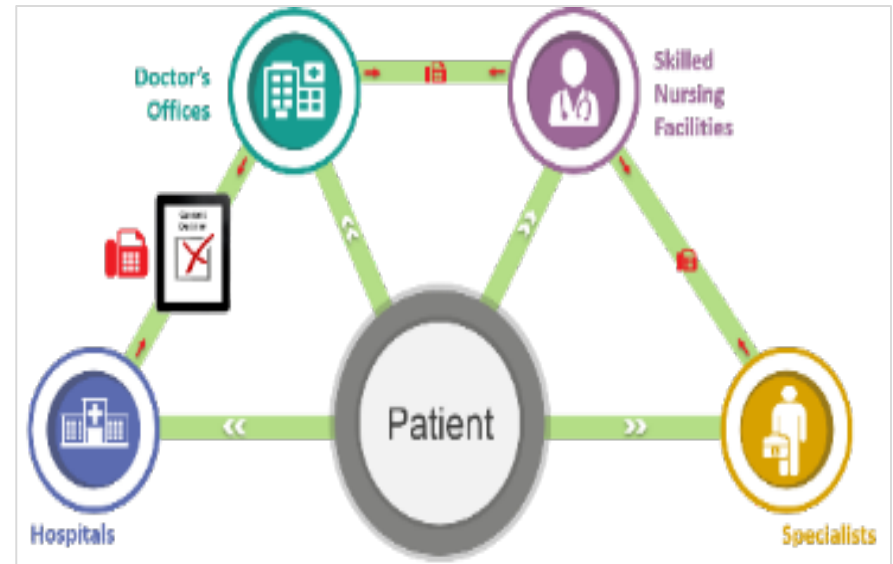 Doctor's
Offices
Skilled
Nursing
Facilities
Patient
Hospitals
Specialists